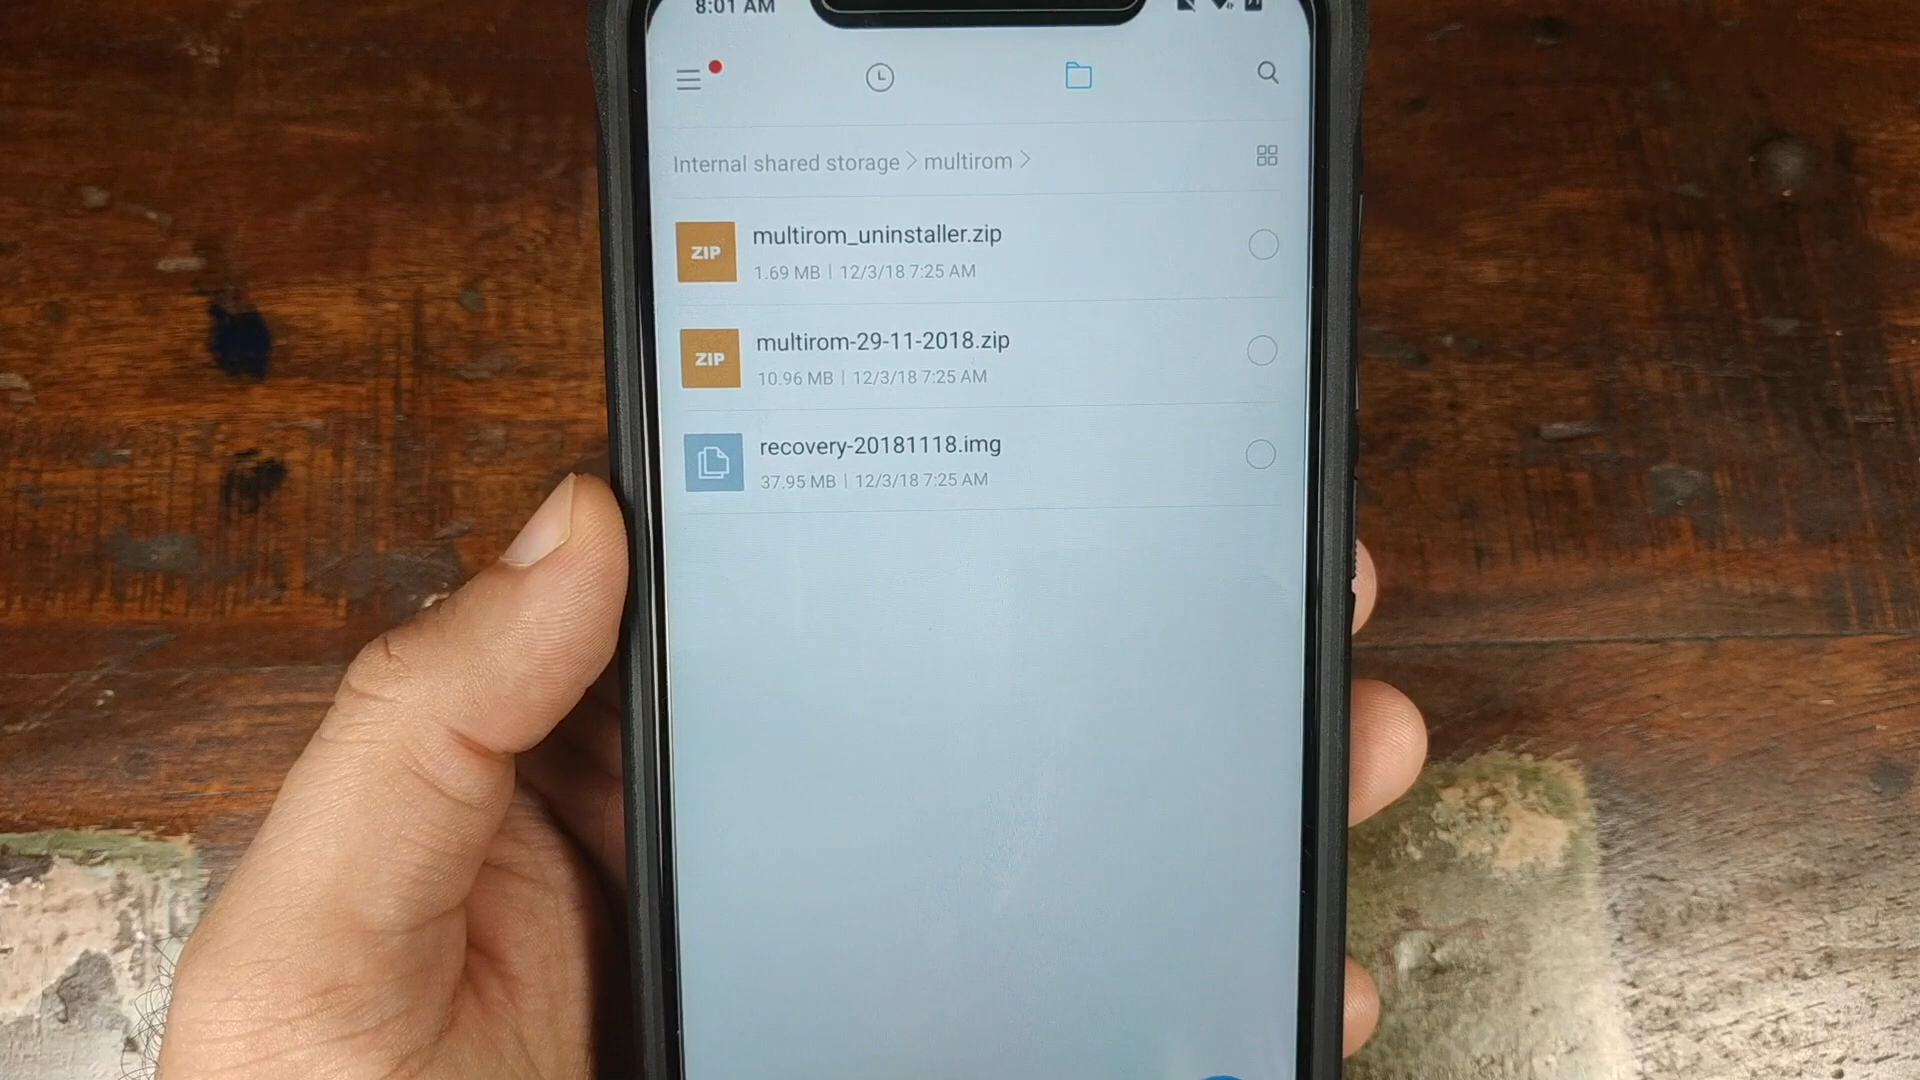 8:01 AM
Internal shared storage > multirom >
ZIP
multirom_uninstaller.zip
1.69 MB | 12/3/18 7:25 AM
ZIP
multirom-29-11-2018.zip
10.96 MB | 12/3/18 7:25 AM
recovery-20181118.img
37.95 MB | 12/3/18 7:25 AM